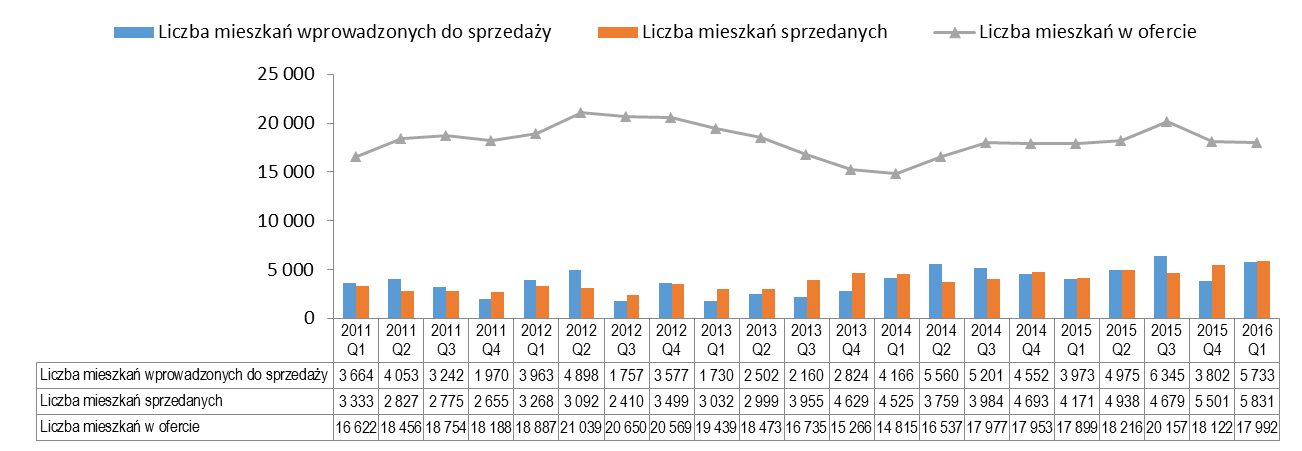 Liczba mieszkań wprowadzonych do sprzedaży Liczba mieszkań sprzedanych Liczba mieszkań w ofercie
25 000
20 000
15 000
10 000
5 000
0
2011 2011 2011 2011 2012 2012 2012 2012 2013 2013 2013 2013 2014 2014 2014 2014 2015 2015 2015 2015 2016
Q1 Q2 Q3 Q4 Q1 Q2 Q3 Q4 Q1 Q2 Q3 Q4 Q1 Q2 Q3 Q4 Q1 Q2 Q3 Q4 Q1
Liczba mieszkań wprowadzonych do sprzedaży 3 664 4 053 3 242 1 970 3 963 4 898 1 757 3 577 1 730 2 502 2 160 2 824 4 166 5 560 5 201 4 552 3 973 4 975 6 345 3 802 5 733
Liczba mieszkań sprzedanych 3 333 2 827 2 775 2 655 3 268 3 092 2 410 3 499 3 032 2 999 3 955 4 629 4 525 3 759 3 984 4 693 4 171 4 938 4 679 5 501 5 831
Liczba mieszkań w ofercie 16 622 18 456 18 754 18 188 18 887 21 039 20 650 20 569 19 439 18 473 16 735 15 266 14 815 16 537 17 977 17 953 17 899 18 216 20 157 18 122 17 992